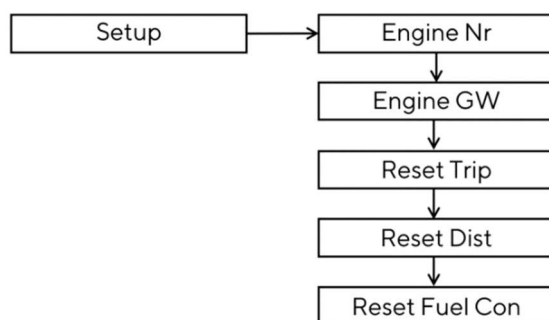 Setup
Engine Nr
Engine GW
Reset Trip
Reset Dist
Reset Fuel Con